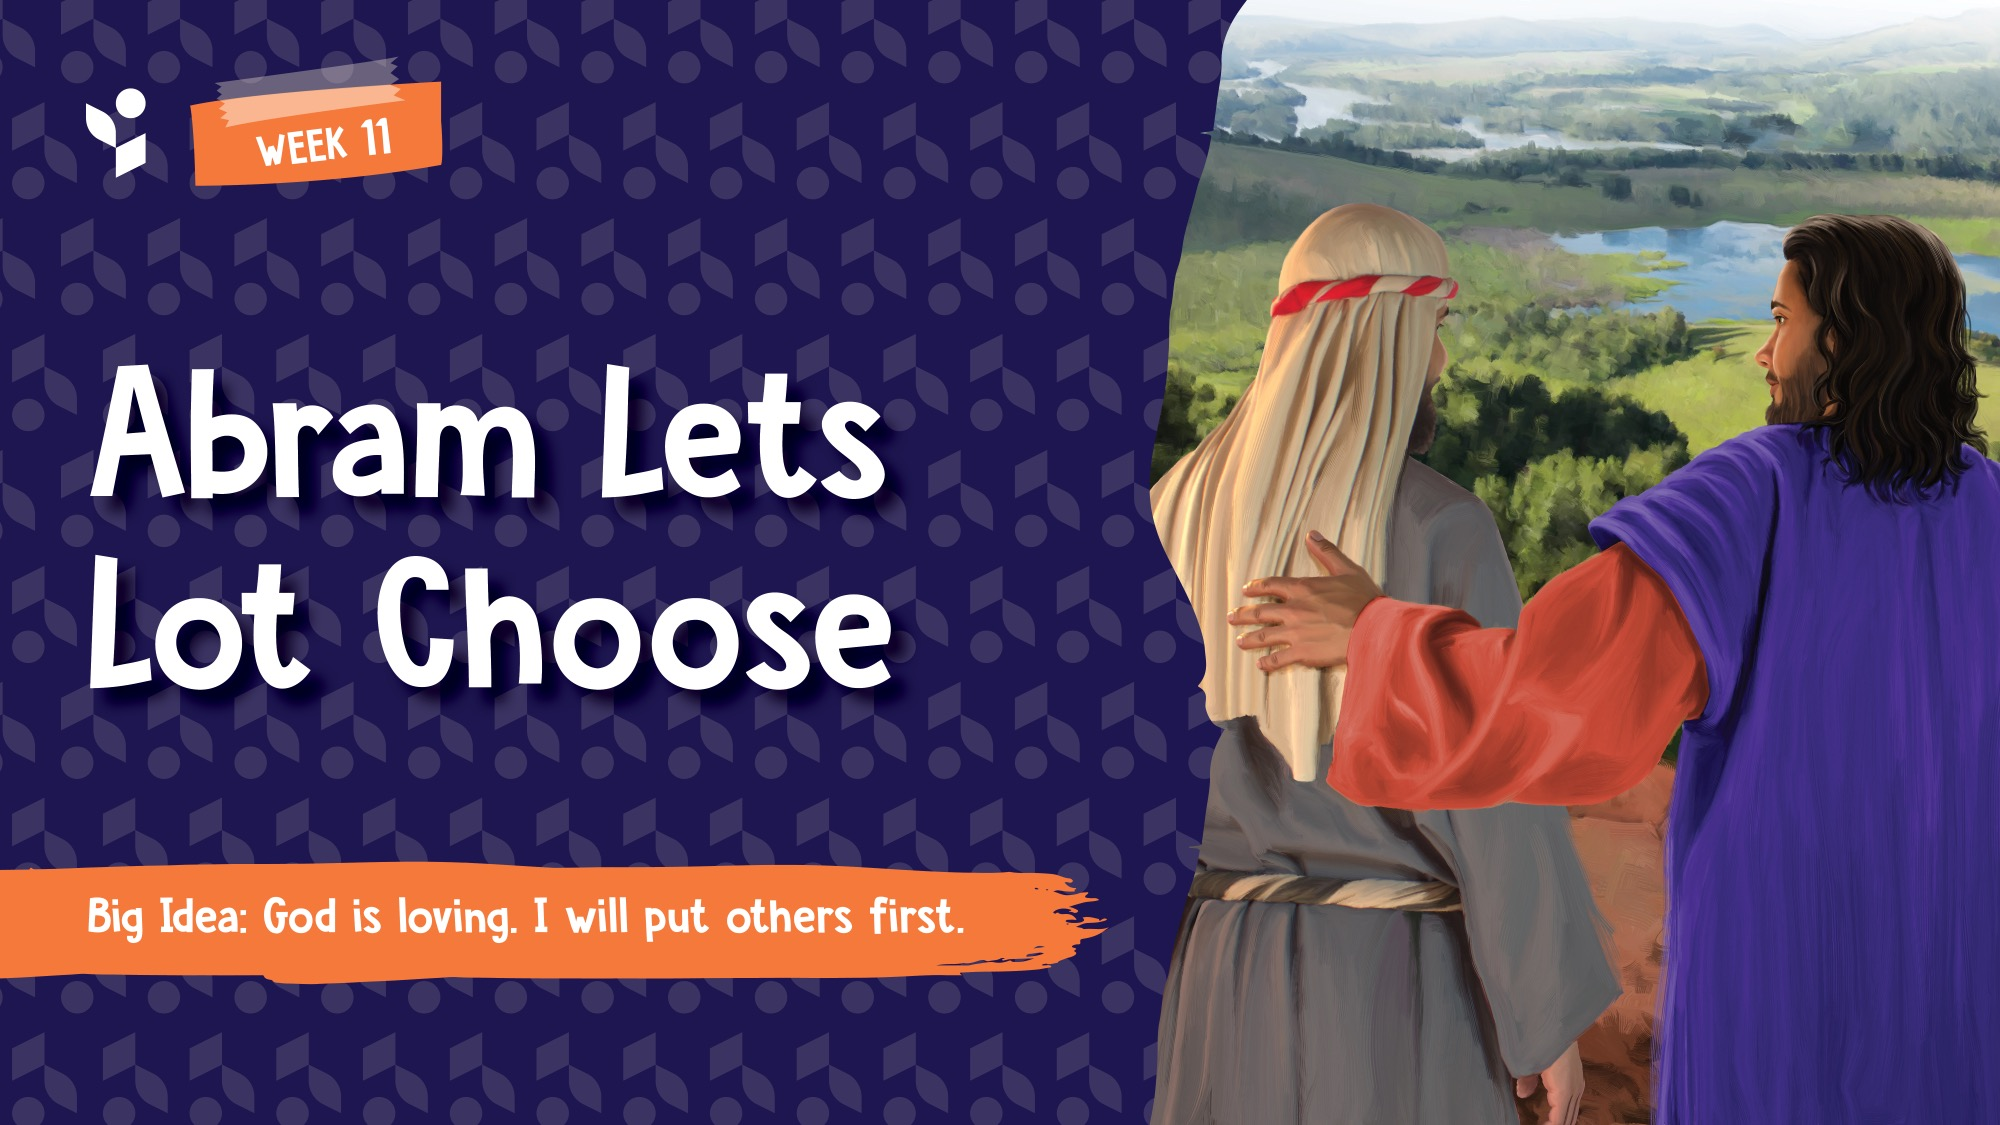 WEEK 11
Abram Lets
Lot Choose
Big Idea: God is loving. I will put others first.